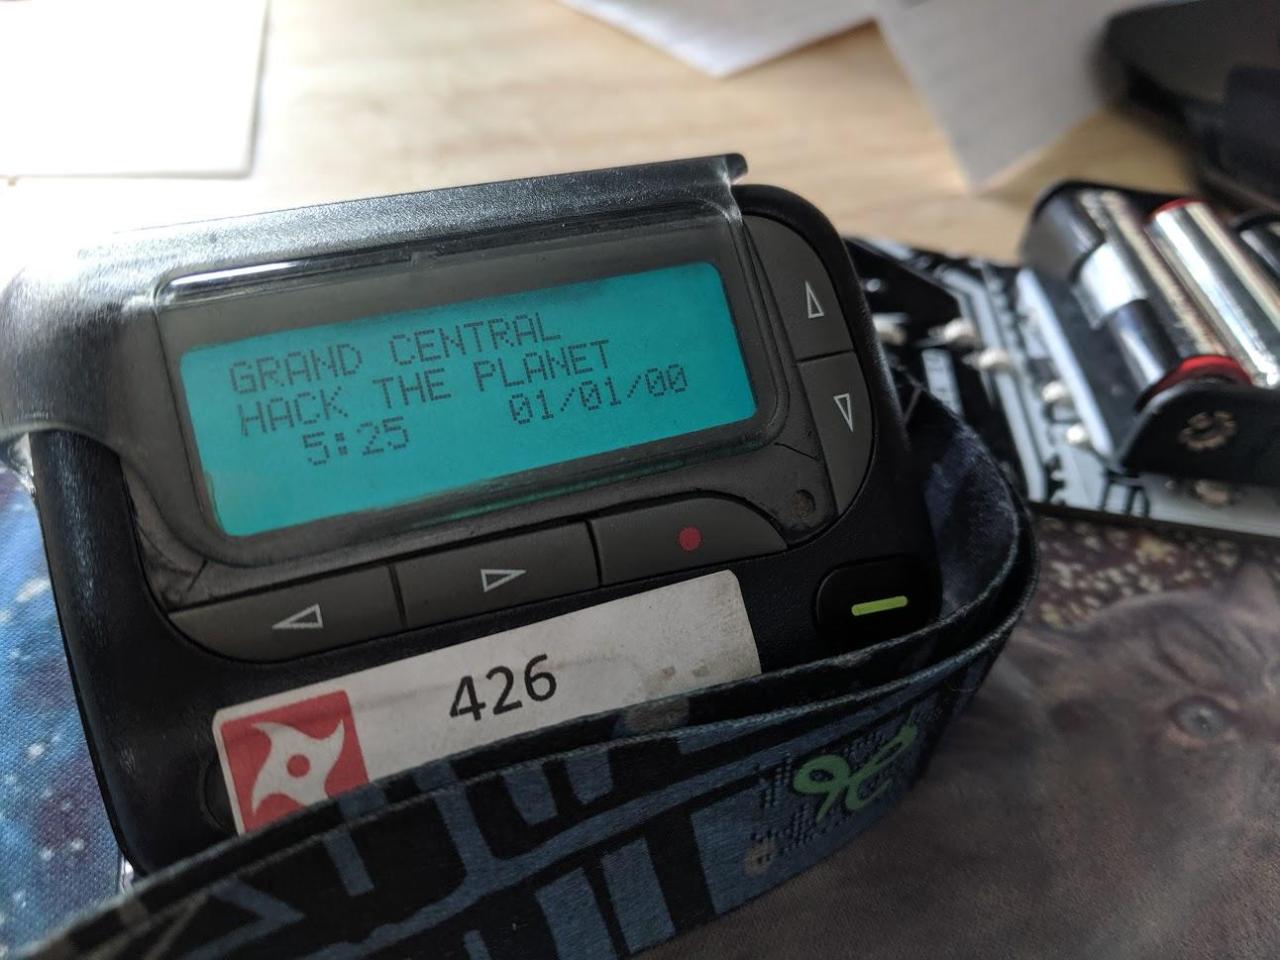 GRAND CENTRAL
HACK THE PLANET
5:25 01/01/00
426